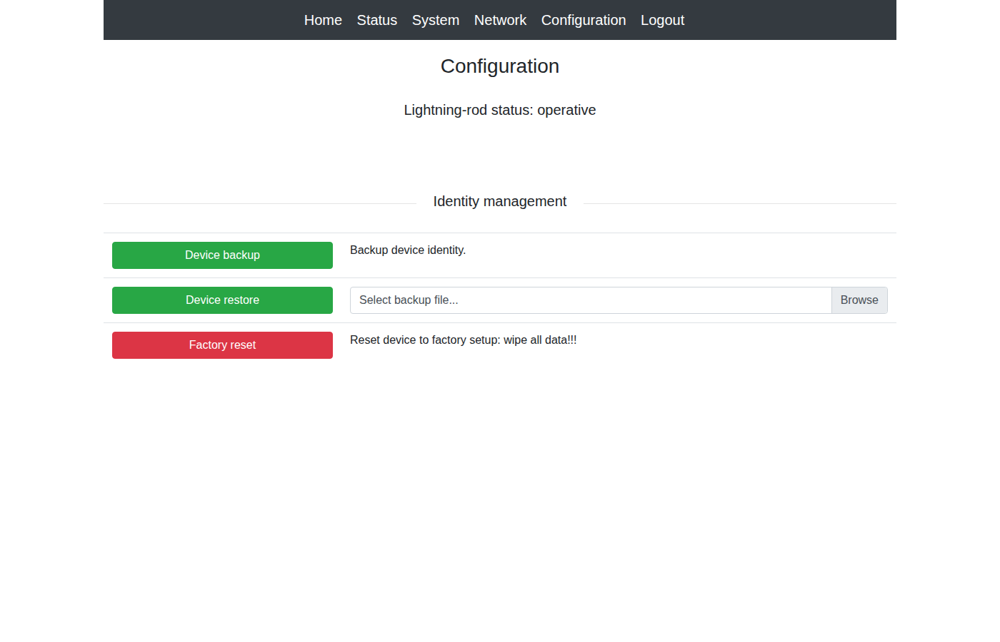 Home Status System Network Configuration Logout
Configuration
Lightning-rod status: operative
Identity management
Device backup Backup device identity.
Device restore Select backup file... Browse
Factory reset Reset device to factory setup: wipe all data!!!